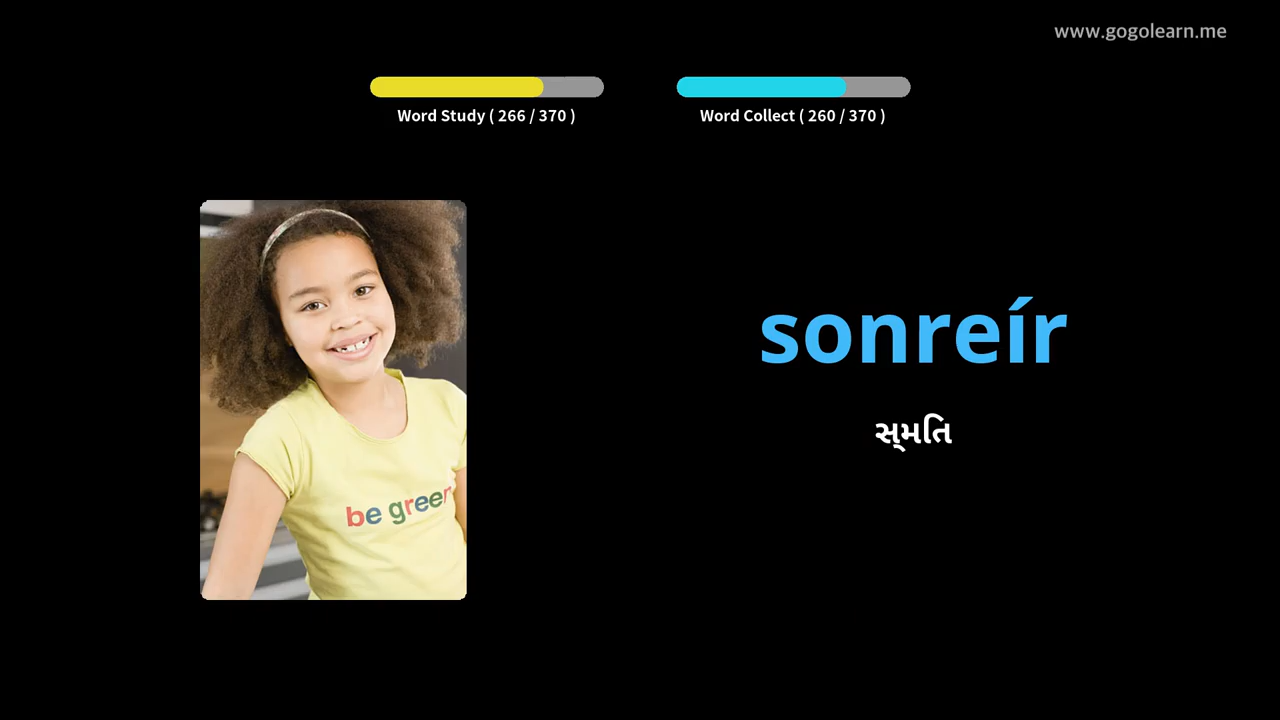 www.gogolearn.me
Word Study ( 266 / 370 )
Word Collect ( 260 / 370 )
sonreír
સ્મતિ
be green